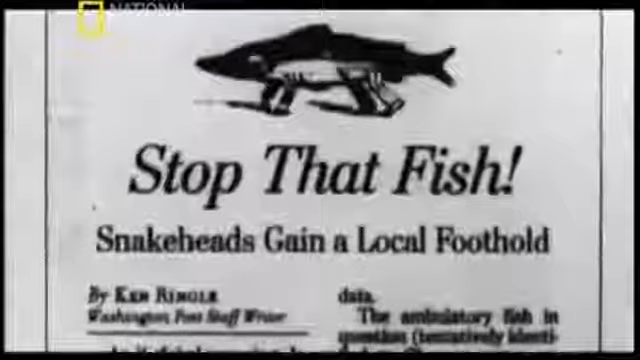 NATIONAL
Stop That Fish!
Snakeheads Gain a Local Foothold
By KEN RINGLE
Washington Post Staff Writer
data.
The ambulatory fish in
question (tentatively identi-